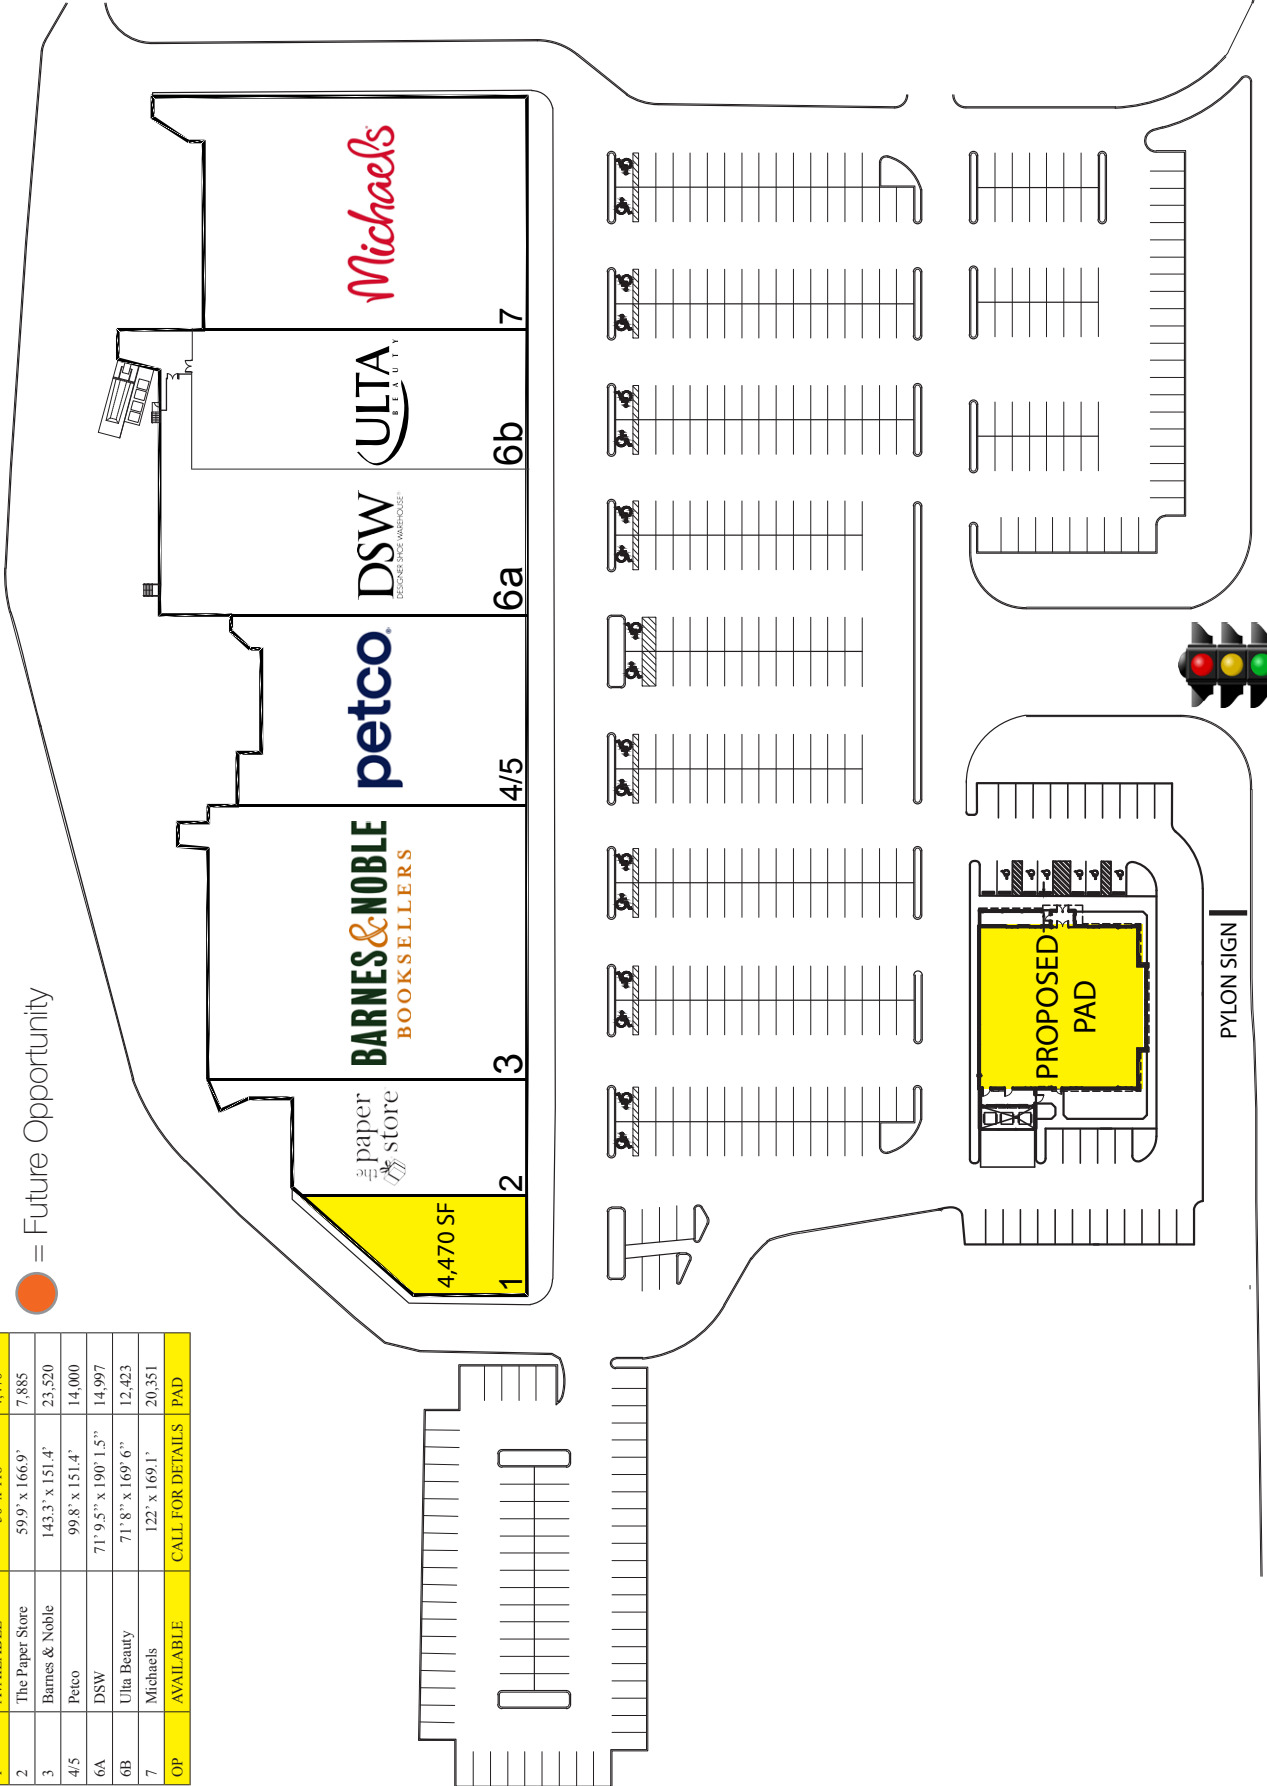 2 The Paper Store 59.9' x 166.9' 7,885
3 Barnes & Noble 143.3' x 151.4' 23,520
4/5 Petco 99.8' x 151.4' 14,000
6A DSW 71' 9.5" x 190' 1.5" 14,997
6B Ulta Beauty 71' 8" x 169' 6" 12,423
7 Michaels 122' x 169.1' 20,351
OP AVAILABLE CALL FOR DETAILS PAD
= Future Opportunity
1
4,470 SF
2
the paper
store
3
BARNES&NOBLE
BOOKSELLERS
4/5
petco
6a
DSW
DESIGNER SHOE WAREHOUSE®
6b
ULTA
BEAUTY
7
Michaels
PROPOSED
PAD
PYLON SIGN